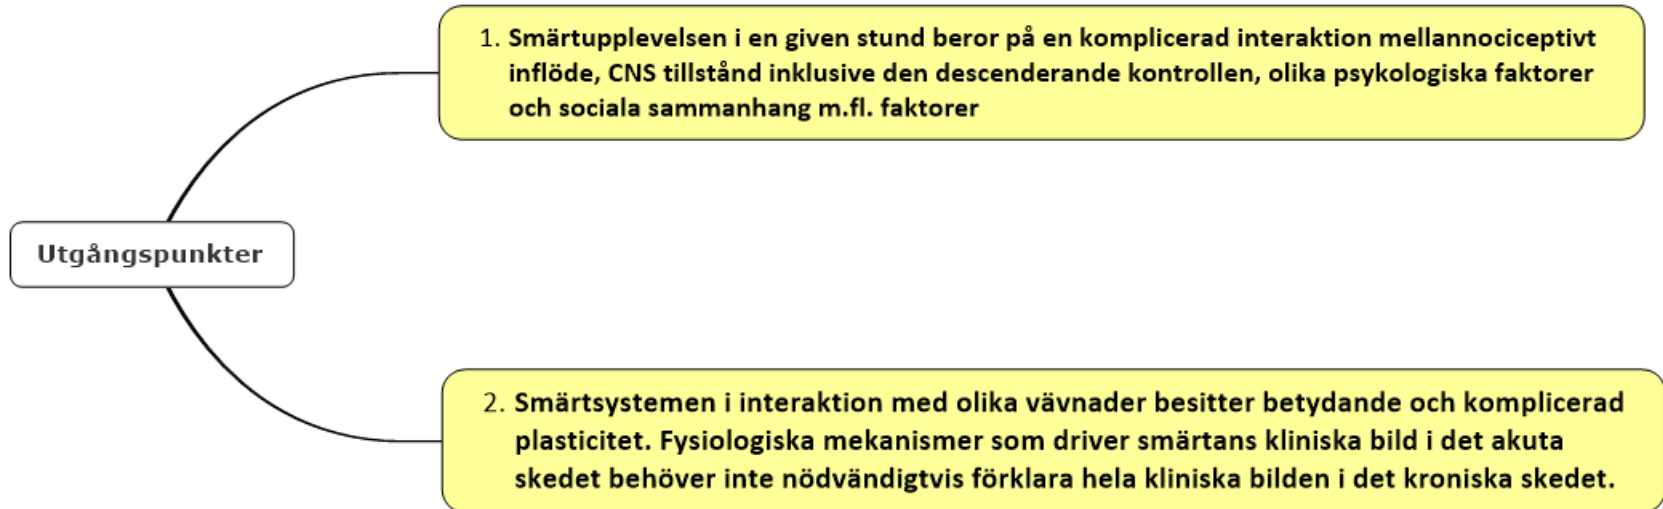 1. Smärtupplevelsen i en given stund beror på en komplicerad interaktion mellannociceptivt
inflöde, CNS tillstånd inklusive den descenderande kontrollen, olika psykologiska faktorer
och sociala sammanhang m.fl. faktorer
Utgångspunkter
2. Smärtsystemen i interaktion med olika vävnader besitter betydande och komplicerad
plasticitet. Fysiologiska mekanismer som driver smärtans kliniska bild i det akuta
skedet behöver inte nödvändigtvis förklara hela kliniska bilden i det kroniska skedet.